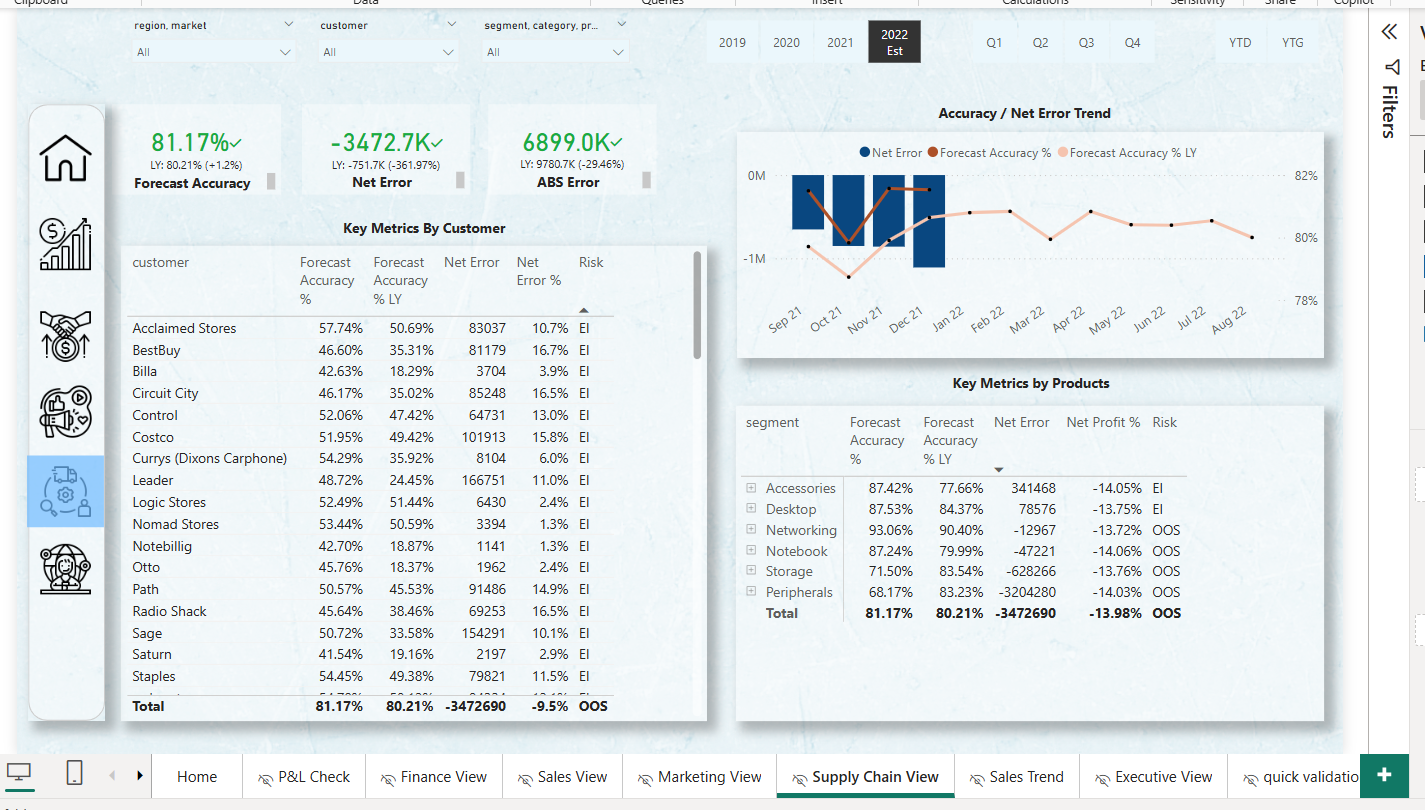 Clipboard Data Queries Insert Calculations Sensitivity Share Copilot
region, market customer segment, category, pr...
All All All
2019 2020 2021 2022 Est Q1 Q2 Q3 Q4 YTD YTG
Filters
81.17%
LY: 80.21% (+1.2%)
Forecast Accuracy
-3472.7K
LY: -751.7K (-361.97%)
Net Error
6899.0K
LY: 9780.7K (-29.46%)
ABS Error
Key Metrics By Customer
customer Forecast Accuracy % Forecast Accuracy % LY Net Error Net Error % Risk
Acclaimed Stores 57.74% 50.69% 83037 10.7% EI
BestBuy 46.60% 35.31% 81179 16.7% EI
Billa 42.63% 18.29% 3704 3.9% EI
Circuit City 46.17% 35.02% 85248 16.5% EI
Control 52.06% 47.42% 64731 13.0% EI
Costco 51.95% 49.42% 101913 15.8% EI
Currys (Dixons Carphone) 54.29% 35.92% 8104 6.0% EI
Leader 48.72% 24.45% 166751 11.0% EI
Logic Stores 52.49% 51.44% 6430 2.4% EI
Nomad Stores 53.44% 50.59% 3394 1.3% EI
Notebillig 42.70% 18.87% 1141 1.3% EI
Otto 45.76% 18.37% 1962 2.4% EI
Path 50.57% 45.53% 91486 14.9% EI
Radio Shack 45.64% 38.46% 69253 16.5% EI
Sage 50.72% 33.58% 154291 10.1% EI
Saturn 41.54% 19.16% 2197 2.9% EI
Staples 54.45% 49.38% 79821 11.5% EI
Total 81.17% 80.21% -3472690 -9.5% OOS
Accuracy / Net Error Trend
Net Error Forecast Accuracy % Forecast Accuracy % LY
0M 82%
80%
-1M
78%
Sep 21 Oct 21 Nov 21 Dec 21 Jan 22 Feb 22 Mar 22 Apr 22 May 22 Jun 22 Jul 22 Aug 22
Key Metrics by Products
segment Forecast Accuracy % Forecast Accuracy % LY Net Error Net Profit % Risk
Accessories 87.42% 77.66% 341468 -14.05% EI
Desktop 87.53% 84.37% 78576 -13.75% EI
Networking 93.06% 90.40% -12967 -13.72% OOS
Notebook 87.24% 79.99% -47221 -14.06% OOS
Storage 71.50% 83.54% -628266 -13.76% OOS
Peripherals 68.17% 83.23% -3204280 -14.03% OOS
Total 81.17% 80.21% -3472690 -13.98% OOS
Home P&L Check Finance View Sales View Marketing View Supply Chain View Sales Trend Executive View quick validatio